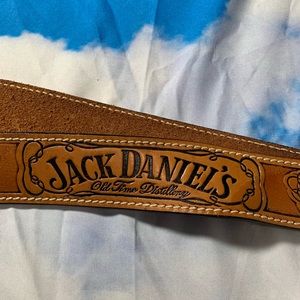 JACK DANIEL'S
Old Time Distillery